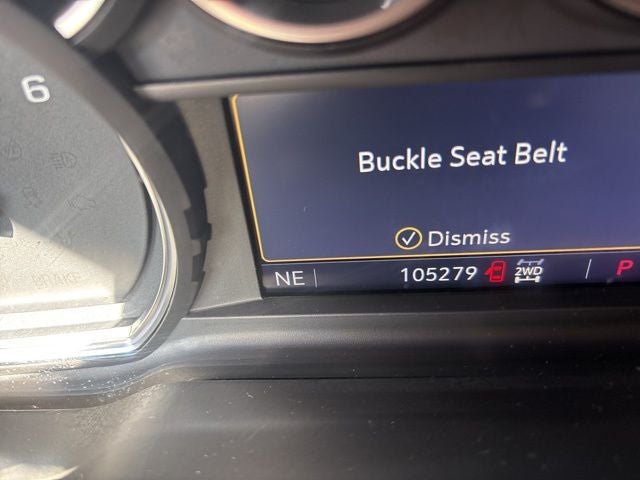 6
Buckle Seat Belt
Dismiss
NE
105279 2WD P